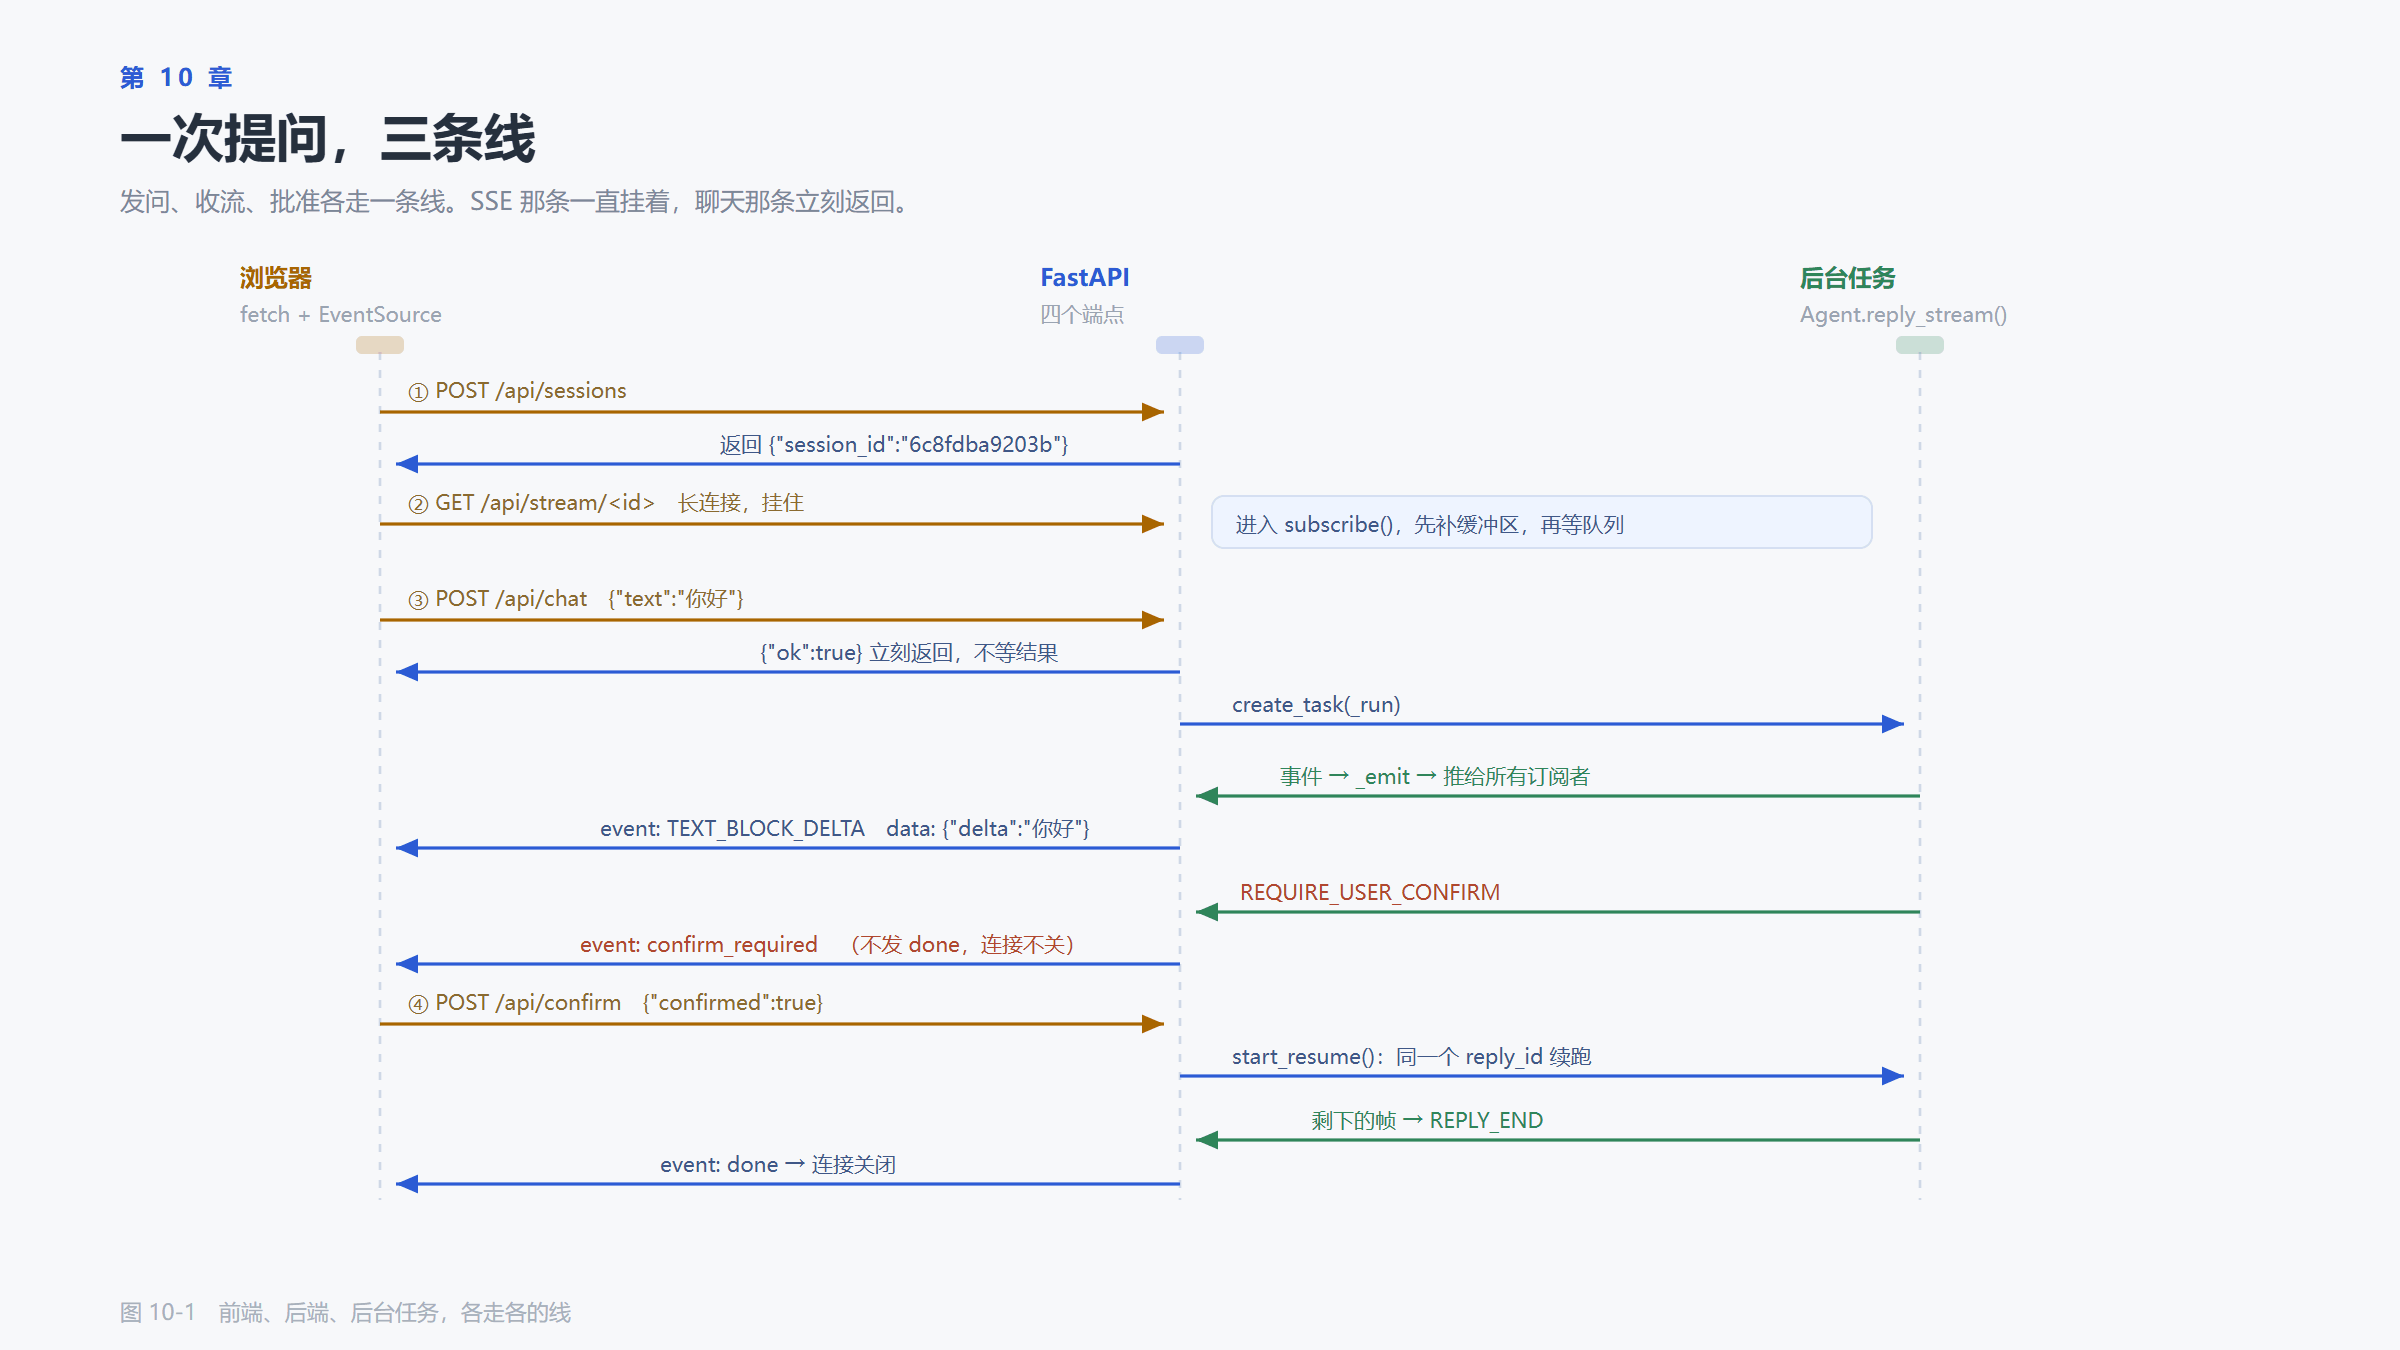 第 10 章
一次提问，三条线
发问、收流、批准各走一条线。SSE 那条一直挂着，聊天那条立刻返回。
浏览器
fetch + EventSource
FastAPI
四个端点
后台任务
Agent.reply_stream()
① POST /api/sessions
返回 {"session_id":"6c8fdba9203b"}
② GET /api/stream/<id> 长连接，挂住
进入 subscribe()，先补缓冲区，再等队列
③ POST /api/chat {"text":"你好"}
{"ok":true} 立刻返回，不等结果
create_task(_run)
事件 → _emit → 推给所有订阅者
event: TEXT_BLOCK_DELTA data: {"delta":"你好"}
REQUIRE_USER_CONFIRM
event: confirm_required （不发 done，连接不关）
④ POST /api/confirm {"confirmed":true}
start_resume()：同一个 reply_id 续跑
剩下的帧 → REPLY_END
event: done → 连接关闭
图 10-1 前端、后端、后台任务，各走各的线